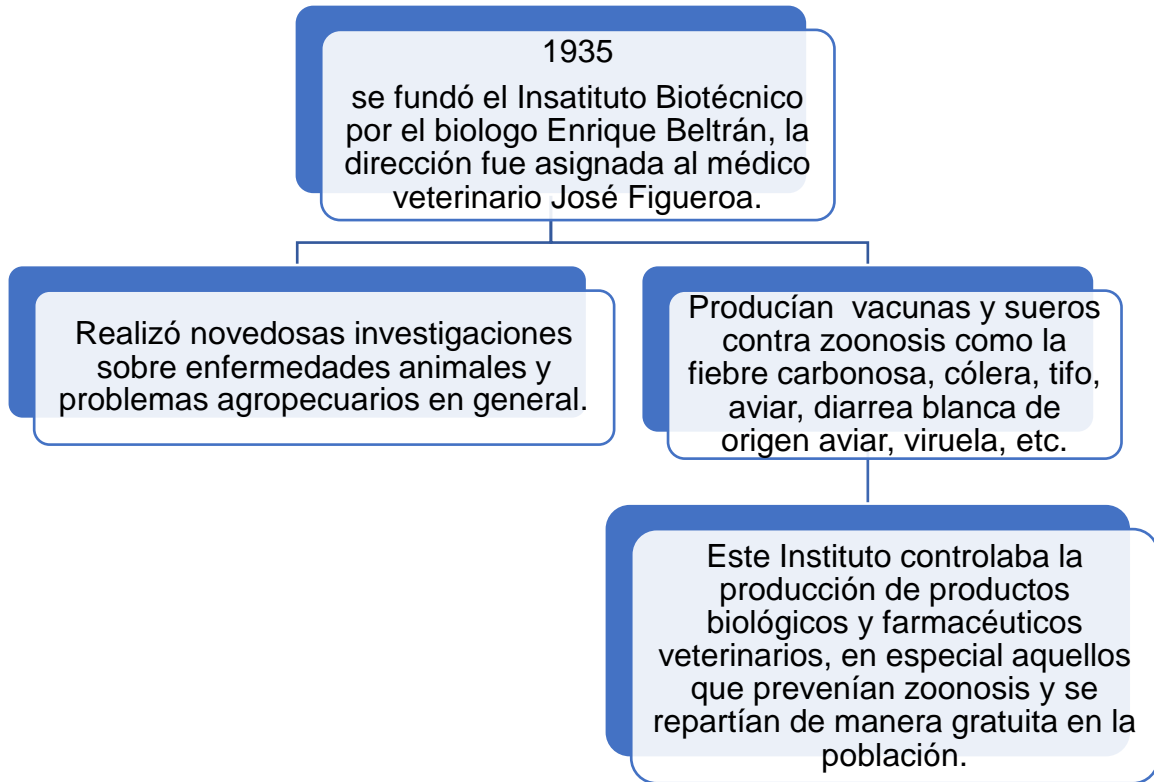 1935
se fundó el Insatituto Biotécnico
por el biologo Enrique Beltrán, la
dirección fue asignada al médico
veterinario José Figueroa.
Realizó novedosas investigaciones
sobre enfermedades animales y
problemas agropecuarios en general.
Producían  vacunas y sueros
contra zoonosis como la
fiebre carbonosa, cólera, tifo,
aviar, diarrea blanca de
origen aviar, viruela, etc.
Este Instituto controlaba la
producción de productos
biológicos y farmacéuticos
veterinarios, en especial aquellos
que prevenían zoonosis y se
repartían de manera gratuita en la
población.